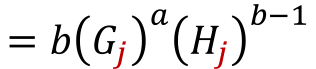 = b(G_j)^a(H_j)^{b-1}